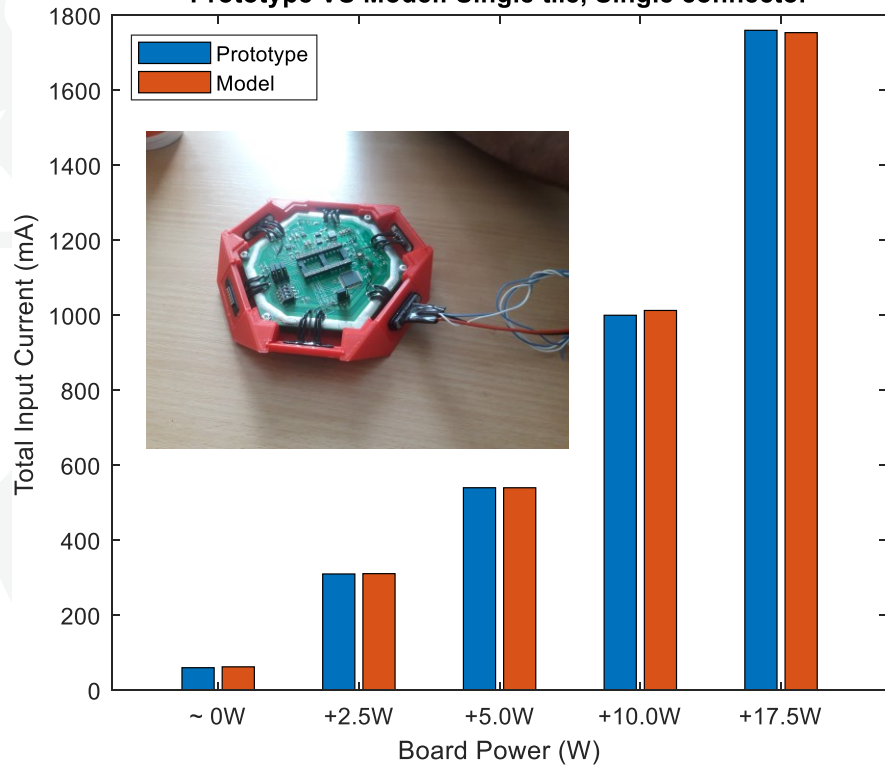 Prototype VS Model: Single tile, Single connector
Prototype
Model
1800
1600
1400
1200
1000
800
600
400
200
0
Total Input Current (mA)
~ 0W +2.5W +5.0W +10.0W +17.5W
Board Power (W)